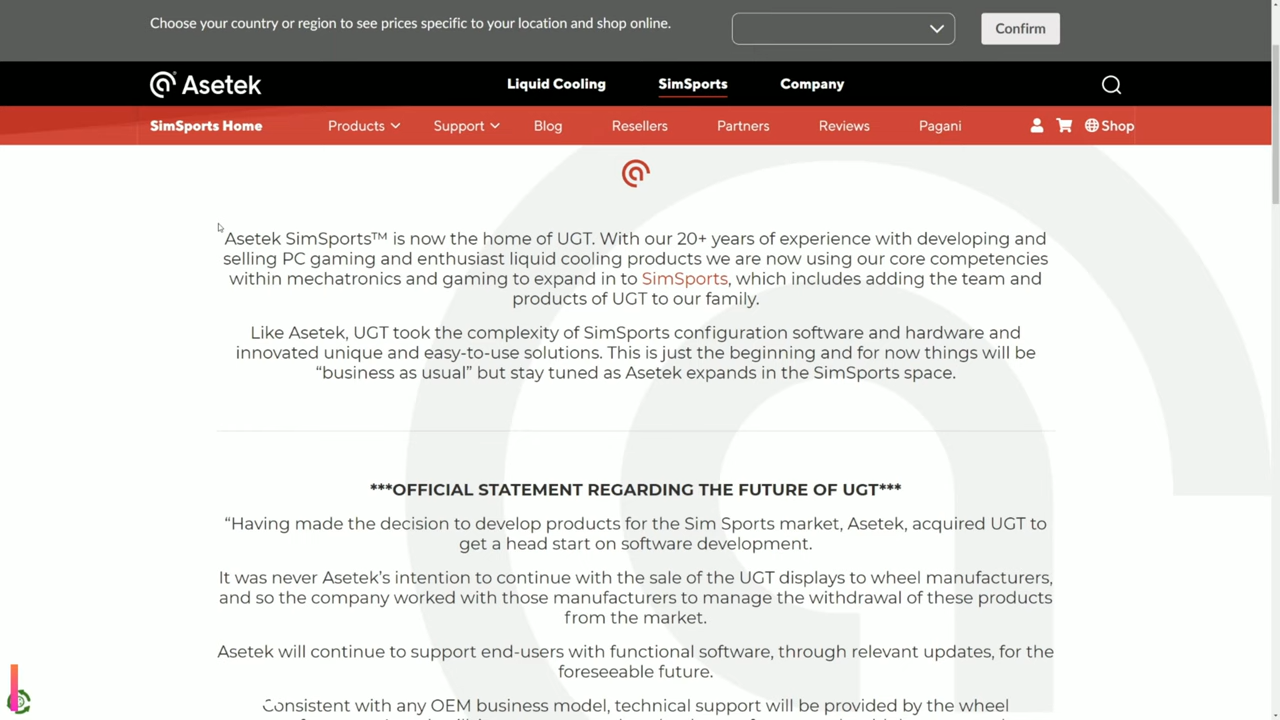 Choose your country or region to see prices specific to your location and shop online.
Confirm
Asetek
Liquid Cooling
SimSports
Company
SimSports Home
Products
Support
Blog
Resellers
Partners
Reviews
Pagani
Shop
Asetek SimSports™ is now the home of UGT. With our 20+ years of experience with developing and
selling PC gaming and enthusiast liquid cooling products we are now using our core competencies
within mechatronics and gaming to expand in to SimSports, which includes adding the team and
products of UGT to our family.
Like Asetek, UGT took the complexity of SimSports configuration software and hardware and
innovated unique and easy-to-use solutions. This is just the beginning and for now things will be
“business as usual” but stay tuned as Asetek expands in the SimSports space.
***OFFICIAL STATEMENT REGARDING THE FUTURE OF UGT***
“Having made the decision to develop products for the Sim Sports market, Asetek, acquired UGT to
get a head start on software development.
It was never Asetek’s intention to continue with the sale of the UGT displays to wheel manufacturers,
and so the company worked with those manufacturers to manage the withdrawal of these products
from the market.
Asetek will continue to support end-users with functional software, through relevant updates, for the
foreseeable future.
Consistent with any OEM business model, technical support will be provided by the wheel